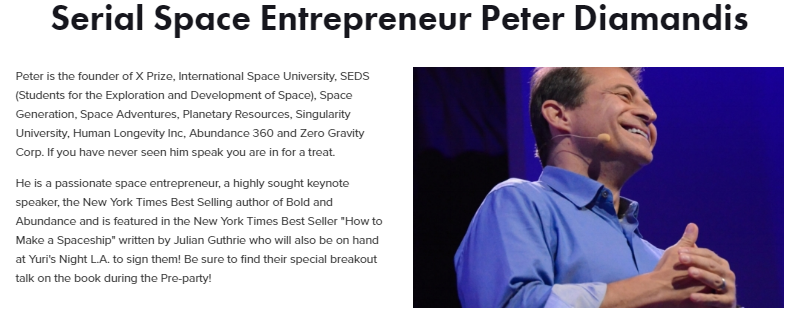 Serial Space Entrepreneur Peter Diamandis
Peter is the founder of X Prize, International Space University, SEDS
(Students for the Exploration and Development of Space), Space
Generation, Space Adventures, Planetary Resources, Singularity
University, Human Longevity Inc, Abundance 360 and Zero Gravity
Corp. If you have never seen him speak you are in for a treat.
He is a passionate space entrepreneur, a highly sought keynote
speaker, the New York Times Best Selling author of Bold and
Abundance and is featured in the New York Times Best Seller "How to
Make a Spaceship" written by Julian Guthrie who will also be on hand
at Yuri's Night L.A. to sign them! Be sure to find their special breakout
talk on the book during the Pre-party!